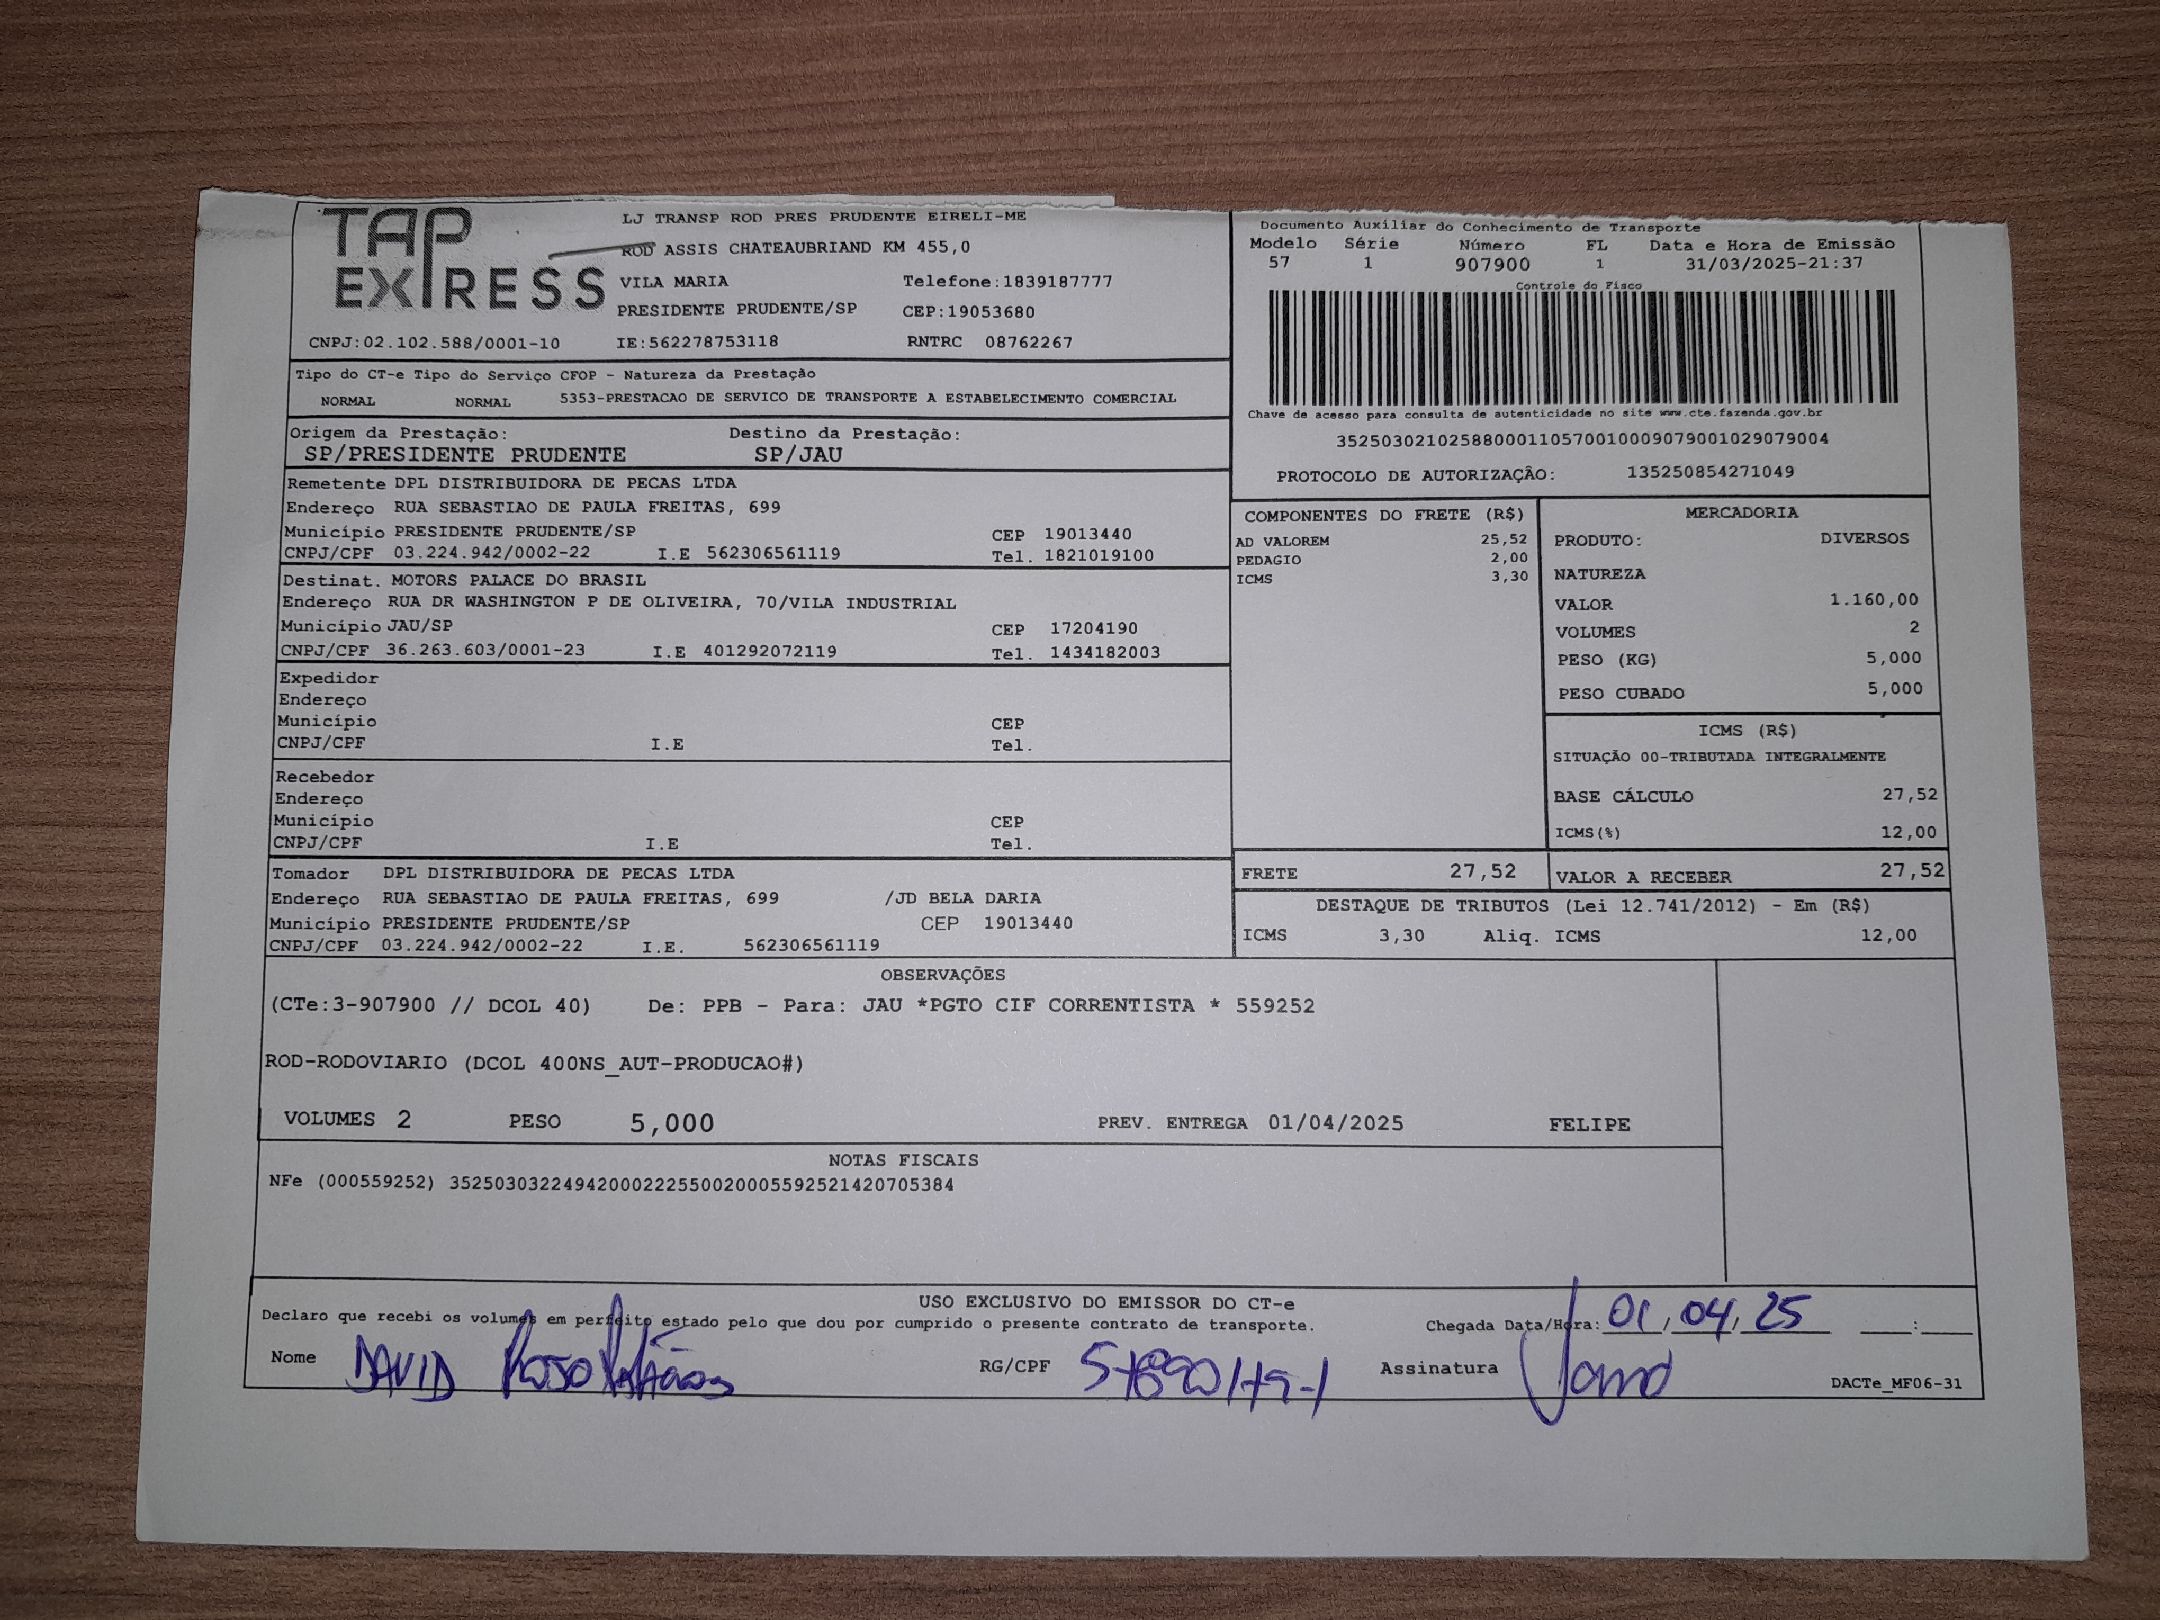 TAP EXPRESS
LJ TRANSP ROD PRES PRUDENTE EIRELI-ME
ROD ASSIS CHATEAUBRIAND KM 455,0
VILA MARIA Telefone:1839187777
PRESIDENTE PRUDENTE/SP CEP:19053680
CNPJ:02.102.588/0001-10 IE:562278753118 RNTRC 08762267
Documento Auxíliar do Conhecimento de Transporte
Modelo Série Número FL Data e Hora de Emissão
57 1 907900 1 31/03/2025-21:37
Controle do Fisco
Chave de acesso para consulta de autenticidade no site www.cte.fazenda.gov.br
35250302102588000110570010009079001029079004
PROTOCOLO DE AUTORIZAÇÃO: 135250854271049
Tipo do CT-e Tipo do Serviço CFOP - Natureza da Prestação
NORMAL NORMAL 5353-PRESTACAO DE SERVICO DE TRANSPORTE A ESTABELECIMENTO COMERCIAL
Origem da Prestação: Destino da Prestação:
SP/PRESIDENTE PRUDENTE SP/JAU
Remetente DPL DISTRIBUIDORA DE PECAS LTDA
Endereço RUA SEBASTIAO DE PAULA FREITAS, 699
Município PRESIDENTE PRUDENTE/SP CEP 19013440
CNPJ/CPF 03.224.942/0002-22 I.E 562306561119 Tel. 1821019100
Destinat. MOTORS PALACE DO BRASIL
Endereço RUA DR WASHINGTON P DE OLIVEIRA, 70/VILA INDUSTRIAL
Município JAU/SP CEP 17204190
CNPJ/CPF 36.263.603/0001-23 I.E 401292072119 Tel. 1434182003
Expedidor
Endereço
Município CEP
CNPJ/CPF I.E Tel.
Recebedor
Endereço
Município CEP
CNPJ/CPF I.E Tel.
Tomador DPL DISTRIBUIDORA DE PECAS LTDA
Endereço RUA SEBASTIAO DE PAULA FREITAS, 699 /JD BELA DARIA
Município PRESIDENTE PRUDENTE/SP CEP 19013440
CNPJ/CPF 03.224.942/0002-22 I.E. 562306561119
COMPONENTES DO FRETE (R$)
AD VALOREM 25,52
PEDAGIO 2,00
ICMS 3,30
MERCADORIA
PRODUTO: DIVERSOS
NATUREZA
VALOR 1.160,00
VOLUMES 2
PESO (KG) 5,000
PESO CUBADO 5,000
ICMS (R$)
SITUAÇÃO 00-TRIBUTADA INTEGRALMENTE
BASE CÁLCULO 27,52
ICMS(%) 12,00
FRETE 27,52 VALOR A RECEBER 27,52
DESTAQUE DE TRIBUTOS (Lei 12.741/2012) - Em (R$)
ICMS 3,30 Aliq. ICMS 12,00
OBSERVAÇÕES
(CTe:3-907900 // DCOL 40) De: PPB - Para: JAU *PGTO CIF CORRENTISTA * 559252
ROD-RODOVIARIO (DCOL 400NS_AUT-PRODUCAO#)
VOLUMES 2 PESO 5,000 PREV. ENTREGA 01/04/2025 FELIPE
NOTAS FISCAIS
NFe (000559252) 35250303224942000222550020005592521420705384
USO EXCLUSIVO DO EMISSOR DO CT-e
Declaro que recebi os volumes em perfeito estado pelo que dou por cumprido o presente contrato de transporte.
Chegada Data/Hora: 01/04/25 ___:___
Nome DAVID RG/CPF Assinatura
DACTe_MF06-31